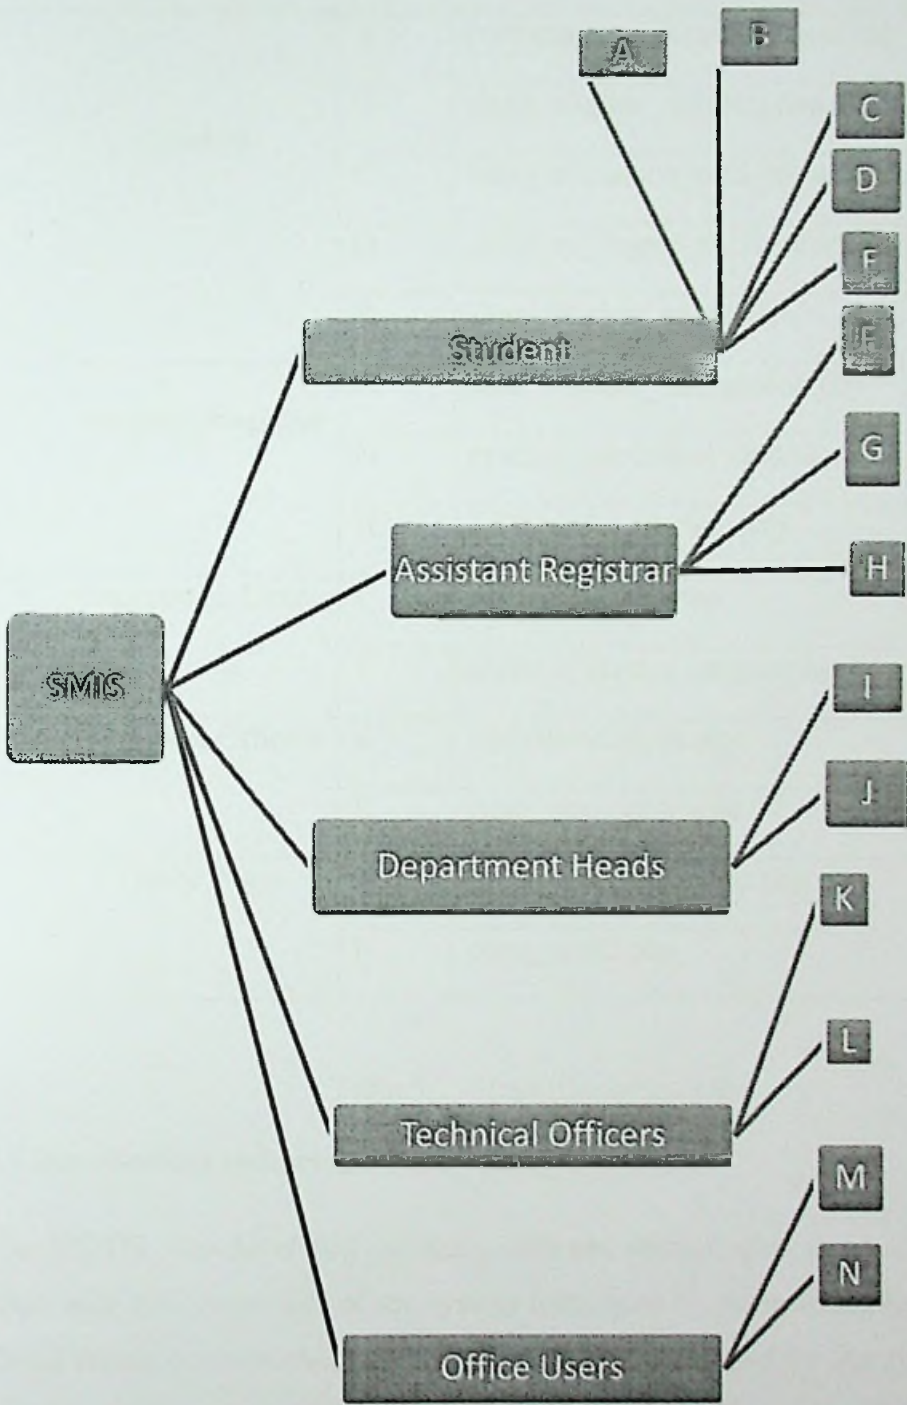 A
B
C
D
F
Student
G
Assistant Registrar
H
SMIS
I
J
Department Heads
K
L
Technical Officers
M
N
Office Users